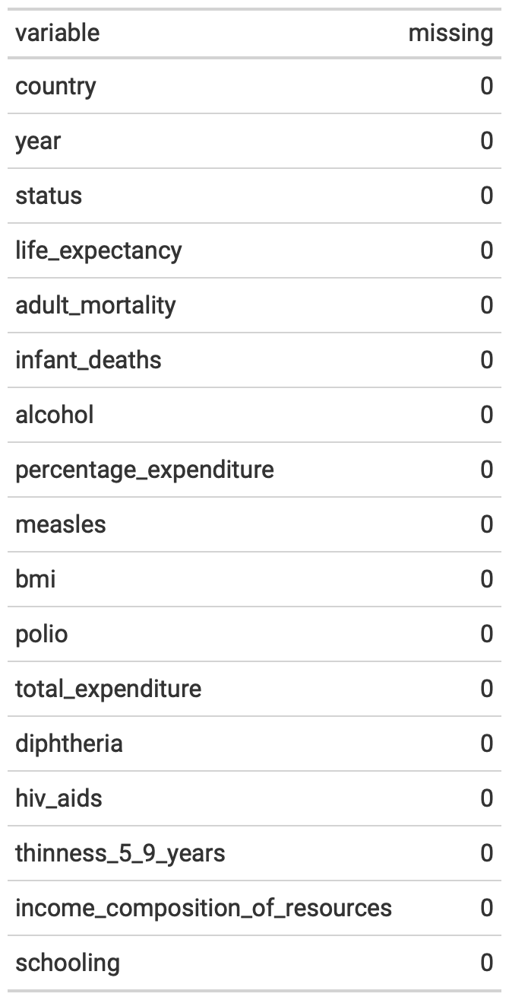 variable missing
country 0
year 0
status 0
life_expectancy 0
adult_mortality 0
infant_deaths 0
alcohol 0
percentage_expenditure 0
measles 0
bmi 0
polio 0
total_expenditure 0
diphtheria 0
hiv_aids 0
thinness_5_9_years 0
income_composition_of_resources 0
schooling 0